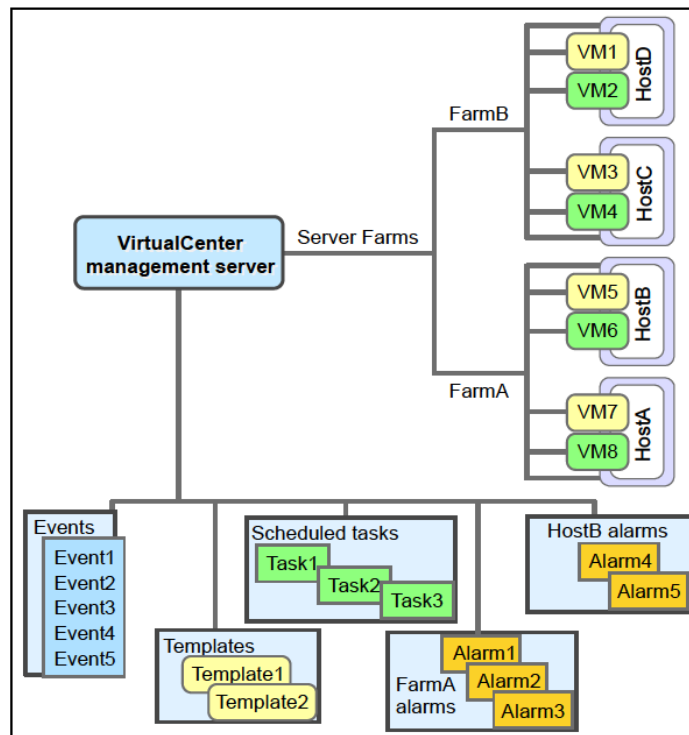 VM1
VM2
HostD
FarmB
VM3
VM4
HostC
VirtualCenter
management server
Server Farms
VM5
VM6
HostB
FarmA
VM7
VM8
HostA
Events
Event1
Event2
Event3
Event4
Event5
Templates
Template1
Template2
Scheduled tasks
Task1
Task2
Task3
FarmA
alarms
Alarm1
Alarm2
Alarm3
HostB alarms
Alarm4
Alarm5